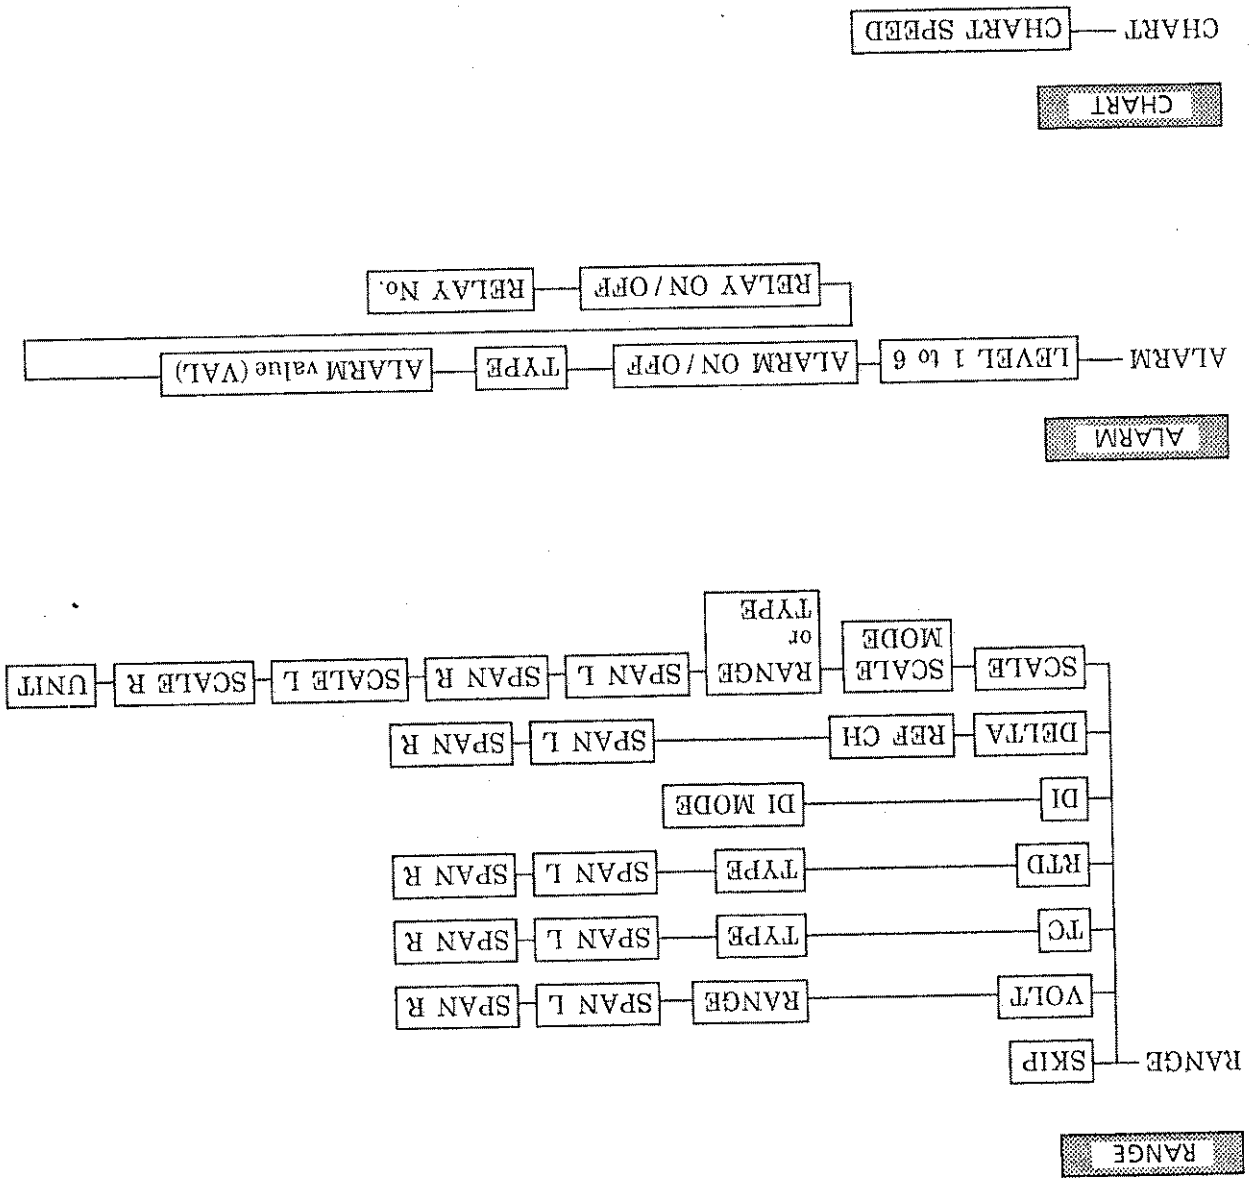 RANGE
RANGE SKIP
VOLT RANGE SPAN L SPAN R
TC TYPE SPAN L SPAN R
RTD TYPE SPAN L SPAN R
DI DI MODE
DELTA REF CH SPAN L SPAN R
SCALE SCALE MODE RANGE or TYPE SPAN L SPAN R SCALE L SCALE R UNIT
ALARM
ALARM LEVEL 1 to 6 ALARM ON / OFF TYPE ALARM value (VAL)
RELAY ON / OFF RELAY No.
CHART
CHART CHART SPEED